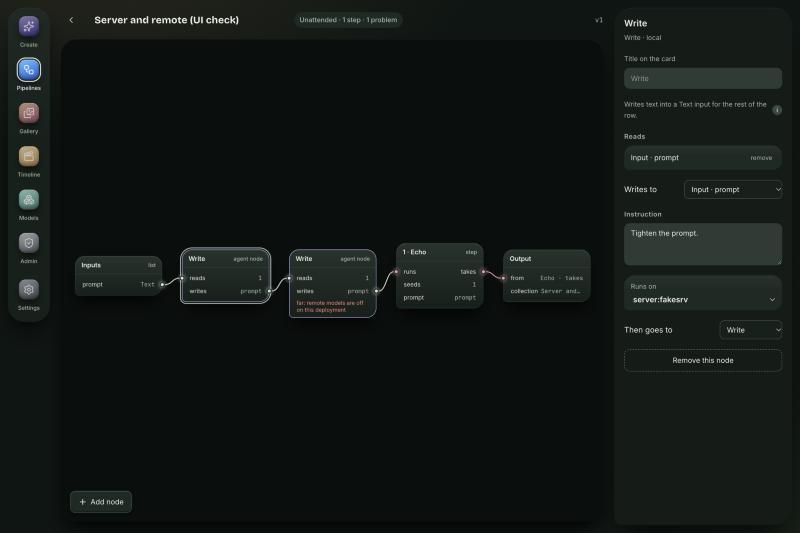 Create
Pipelines
Gallery
Timeline
Models
Admin
Settings
Server and remote (UI check)
Unattended · 1 step · 1 problem
v1
Inputs list
prompt Text
Write agent node
reads 1
writes prompt
Write agent node
reads 1
writes prompt
far: remote models are off
on this deployment
1 · Echo step
runs takes
seeds 1
prompt prompt
Output
from Echo · takes
collection Server and…
+ Add node
Write
Write · local
Title on the card
Write
Writes text into a Text input for the rest of the
row.
i
Reads
Input · prompt remove
Writes to Input · prompt
Instruction
Tighten the prompt.
Runs on
server:fakesrv
Then goes to Write
Remove this node